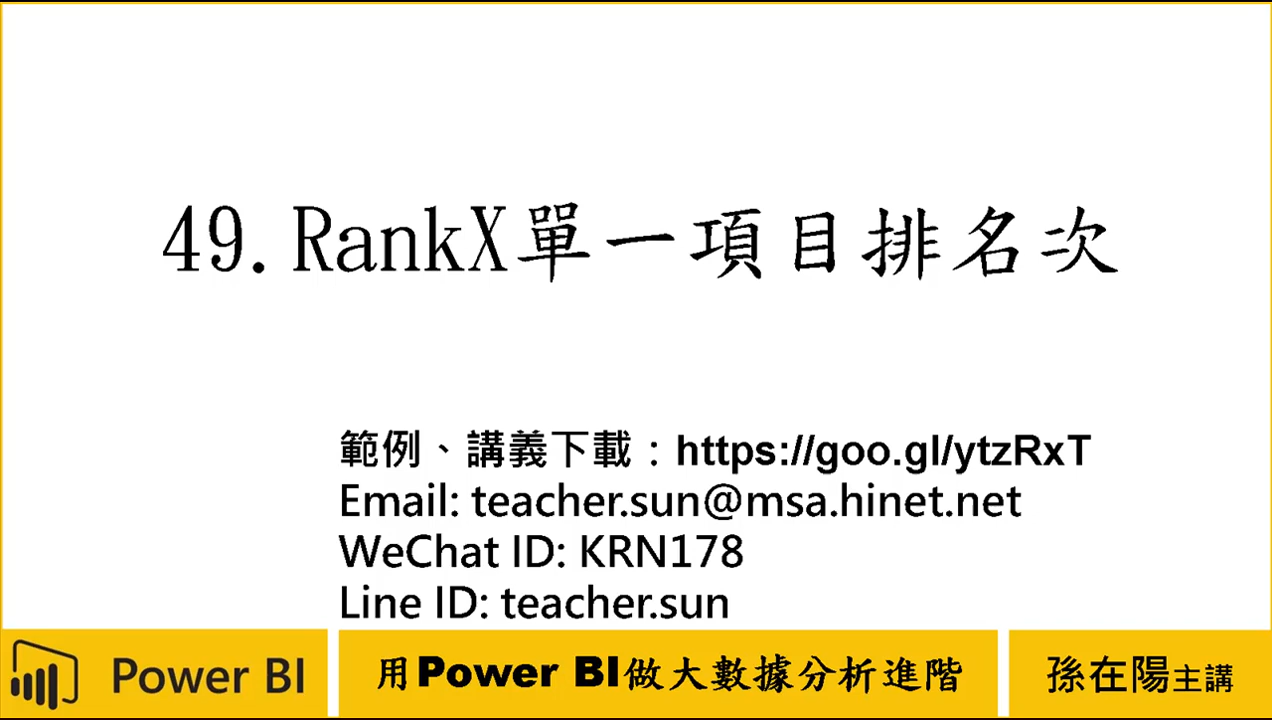 49.RankX單一項目排名次
範例、講義下載：https://goo.gl/ytzRxT
Email: teacher.sun@msa.hinet.net
WeChat ID: KRN178
Line ID: teacher.sun
Power BI
用Power BI做大數據分析進階
孫在陽主講